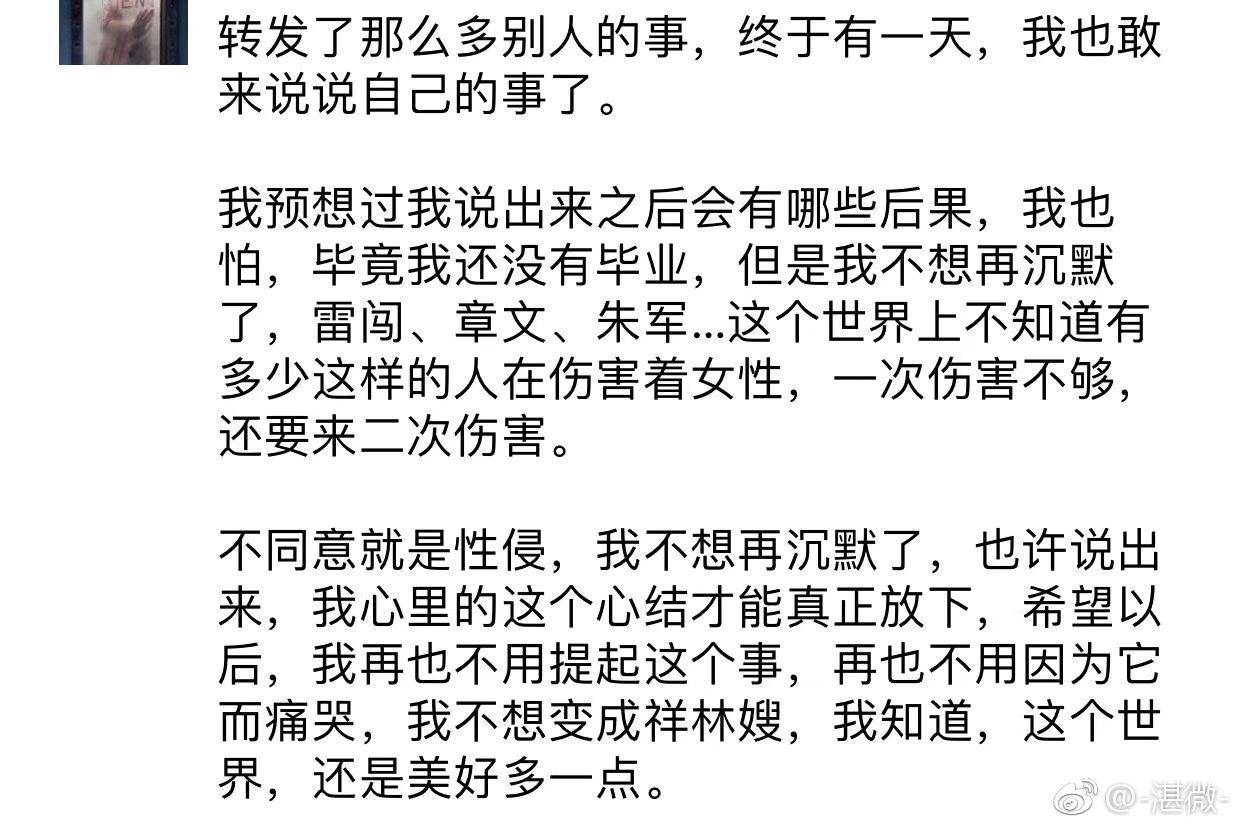 转发了那么多别人的事，终于有一天，我也敢
来说说自己的事了。
我预想过我说出来之后会有哪些后果，我也
怕，毕竟我还没有毕业，但是我不想再沉默
了，雷闯、章文、朱军...这个世界上不知道有
多少这样的人在伤害着女性，一次伤害不够，
还要来二次伤害。
不同意就是性侵，我不想再沉默了，也许说出
来，我心里的这个心结才能真正放下，希望以
后，我再也不用提起这个事，再也不用因为它
而痛哭，我不想变成祥林嫂，我知道，这个世
界，还是美好多一点。
@-湛微-